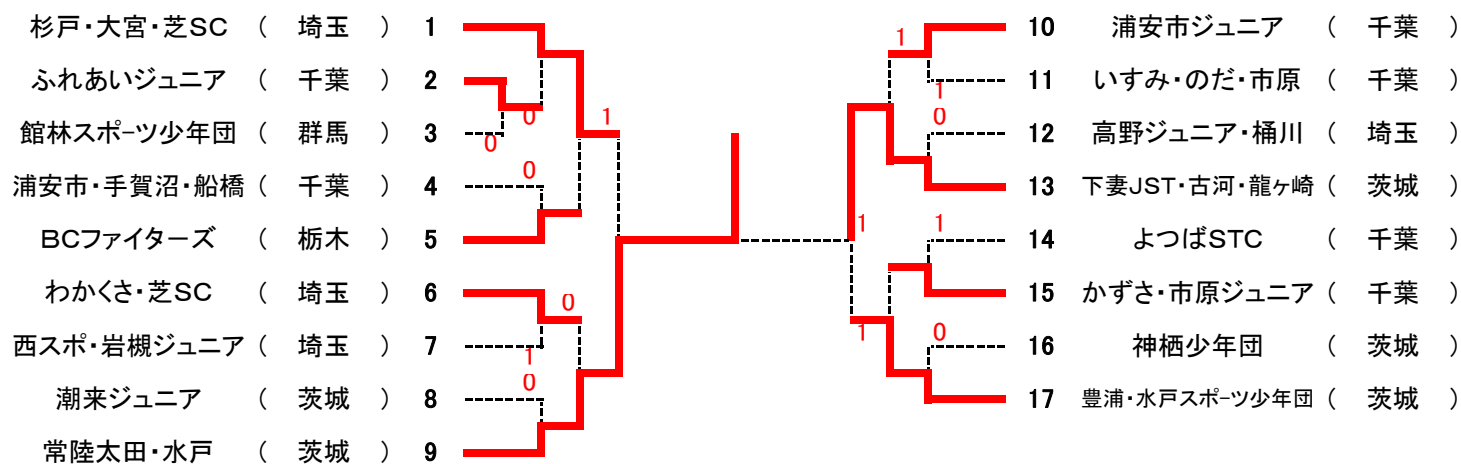 杉戸・大宮・芝SC ( 埼玉 ) 1
ふれあいジュニア ( 千葉 ) 2
館林スポーツ少年団 ( 群馬 ) 3
浦安市・手賀沼・船橋 ( 千葉 ) 4
BCファイターズ ( 栃木 ) 5
わかくさ・芝SC ( 埼玉 ) 6
西スポ・岩槻ジュニア ( 埼玉 ) 7
潮来ジュニア ( 茨城 ) 8
常陸太田・水戸 ( 茨城 ) 9
0
0
1
0
0
1
0
1
1
0
1
1
1
0
10 浦安市ジュニア ( 千葉 )
11 いすみ・のだ・市原 ( 千葉 )
12 高野ジュニア・桶川 ( 埼玉 )
13 下妻JST・古河・龍ヶ崎 ( 茨城 )
14 よつばSTC ( 千葉 )
15 かずさ・市原ジュニア ( 千葉 )
16 神栖少年団 ( 茨城 )
17 豊浦・水戸スポーツ少年団 ( 茨城 )